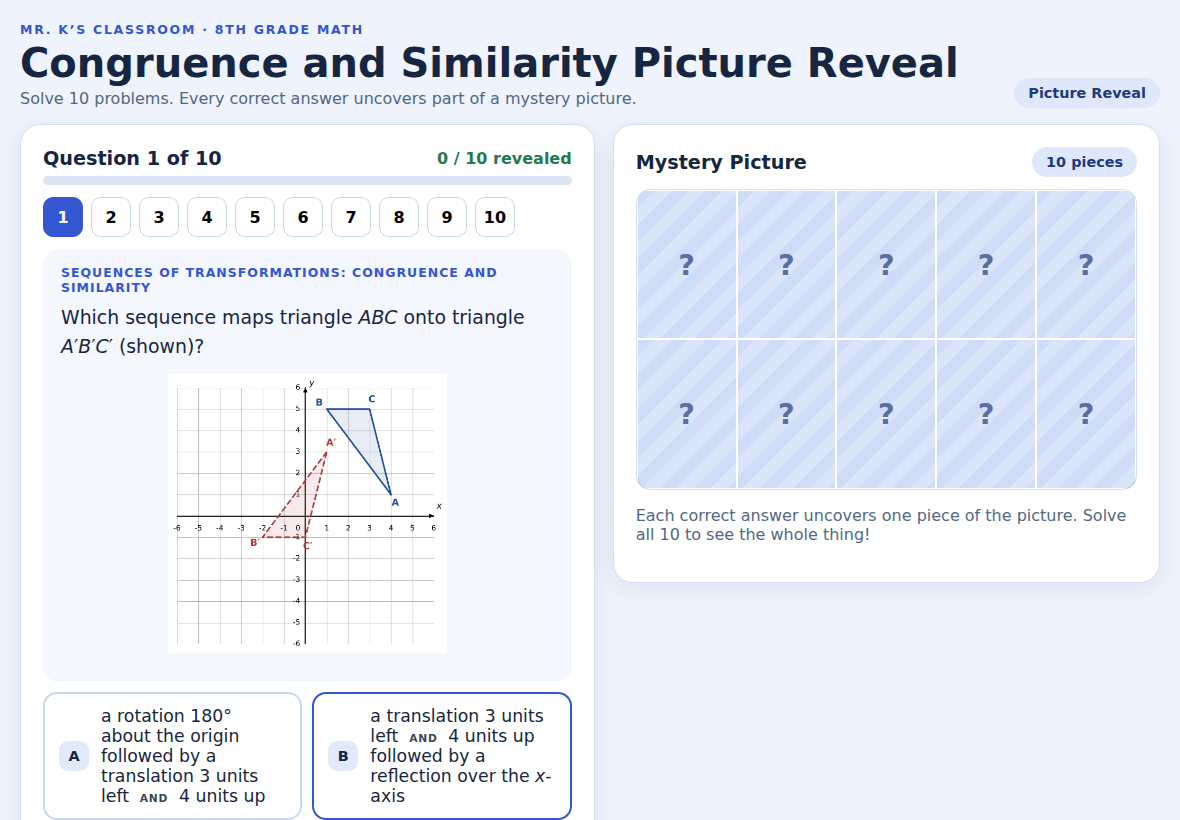 MR. K’S CLASSROOM · 8TH GRADE MATH
Congruence and Similarity Picture Reveal
Solve 10 problems. Every correct answer uncovers part of a mystery picture.
Picture Reveal
Question 1 of 10
0 / 10 revealed
1 2 3 4 5 6 7 8 9 10
SEQUENCES OF TRANSFORMATIONS: CONGRUENCE AND
SIMILARITY
Which sequence maps triangle ABC onto triangle
A′B′C′ (shown)?
6 y
B C
5
4
A′
3
2
1
A
x
-6 -5 -4 -3 -2 -1 0 1 2 3 4 5 6
B′ -1 C′
-2
-3
-4
-5
-6
A
a rotation 180°
about the origin
followed by a
translation 3 units
left AND 4 units up
B
a translation 3 units
left AND 4 units up
followed by a
reflection over the x-
axis
Mystery Picture
10 pieces
? ? ? ? ?
? ? ? ? ?
Each correct answer uncovers one piece of the picture. Solve
all 10 to see the whole thing!